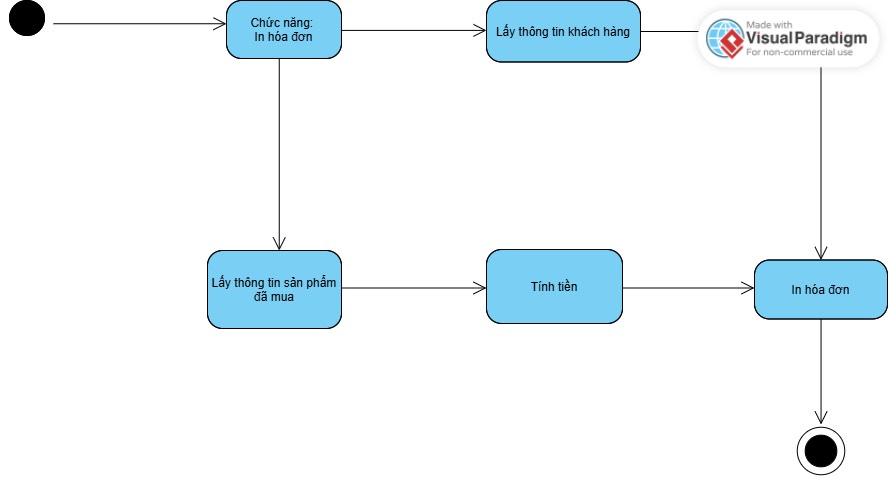 Chức năng:
In hóa đơn
Lấy thông tin khách hàng
Made with
Visual Paradigm
For non-commercial use
Lấy thông tin sản phẩm
đã mua
Tính tiền
In hóa đơn